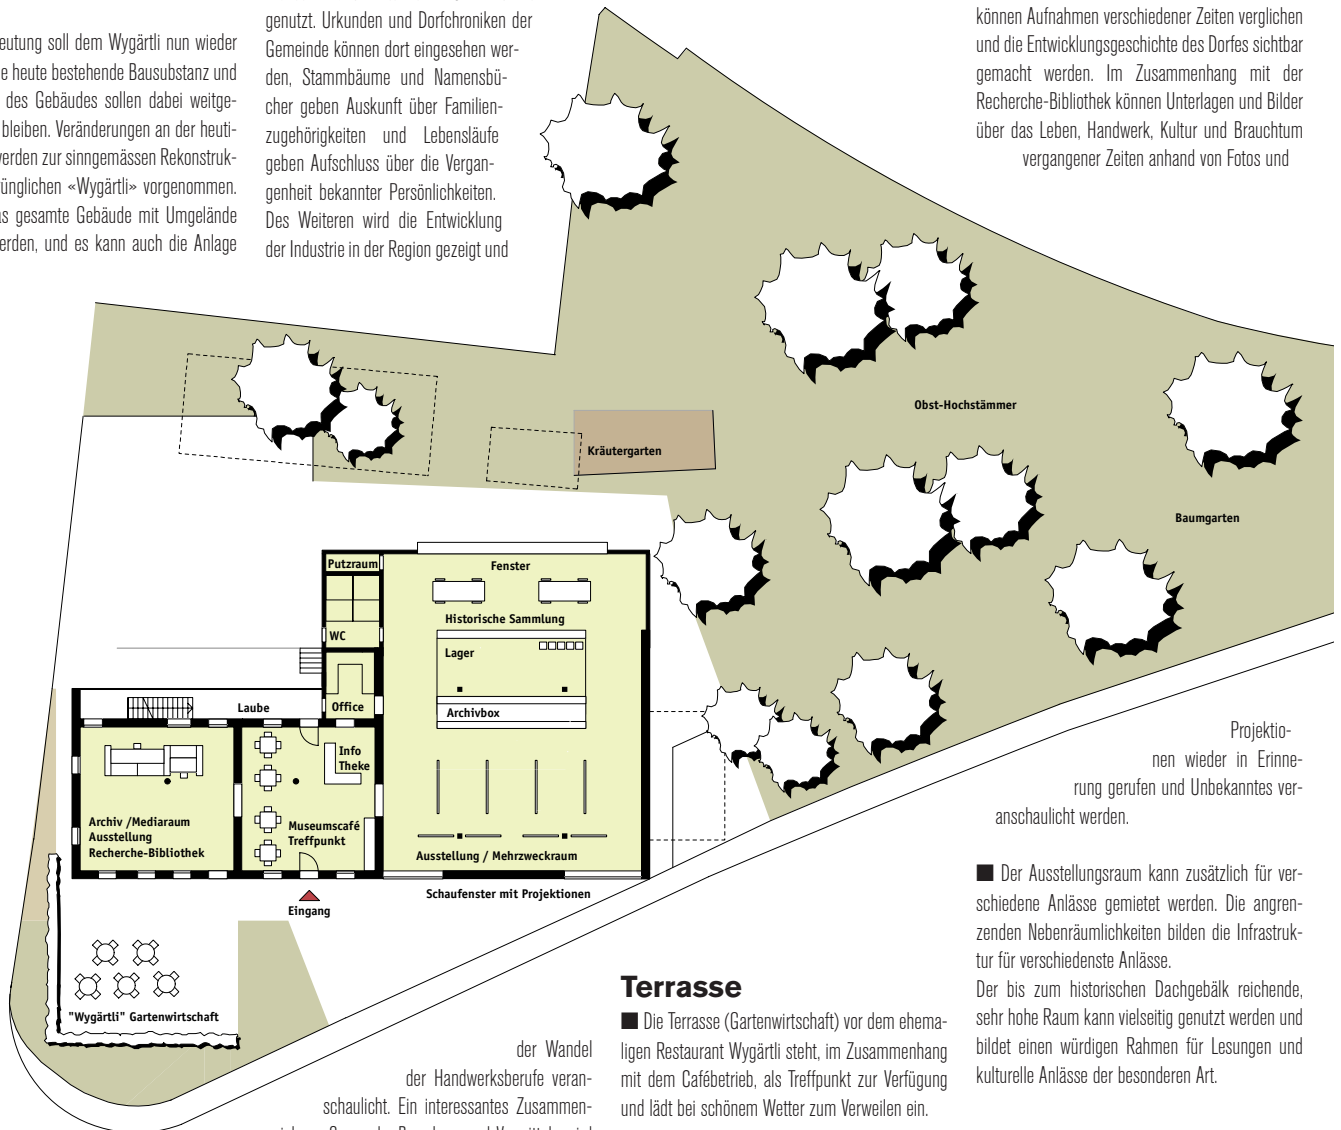 eutung soll dem Wygärtli nun wieder
e heute bestehende Bausubstanz und
des Gebäudes sollen dabei weitge-
bleiben. Veränderungen an der heuti-
werden zur sinngemässen Rekonstruk-
rünglichen «Wygärtli» vorgenommen.
as gesamte Gebäude mit Umgelände
erden, und es kann auch die Anlage
genutzt. Urkunden und Dorfchroniken der
Gemeinde können dort eingesehen wer-
den, Stammbäume und Namensbü-
cher geben Auskunft über Familien-
zugehörigkeiten und Lebensläufe
geben Aufschluss über die Vergan-
genheit bekannter Persönlichkeiten.
Des Weiteren wird die Entwicklung
der Industrie in der Region gezeigt und
können Aufnahmen verschiedener Zeiten verglichen
und die Entwicklungsgeschichte des Dorfes sichtbar
gemacht werden. Im Zusammenhang mit der
Recherche-Bibliothek können Unterlagen und Bilder
über das Leben, Handwerk, Kultur und Brauchtum
vergangener Zeiten anhand von Fotos und
Obst-Hochstämmer
Kräutergarten
Baumgarten
Putzraum
Fenster
Historische Sammlung
WC
Lager
Office
Archivbox
Laube
Info
Theke
Archiv /Mediaraum
Ausstellung
Recherche-Bibliothek
Museumscafé
Treffpunkt
Ausstellung / Mehrzweckraum
Schaufenster mit Projektionen
Eingang
"Wygärtli" Gartenwirtschaft
der Wandel
der Handwerksberufe veran-
schaulicht. Ein interessantes Zusammen-
Terrasse
■ Die Terrasse (Gartenwirtschaft) vor dem ehema-
ligen Restaurant Wygärtli steht, im Zusammenhang
mit dem Cafébetrieb, als Treffpunkt zur Verfügung
und lädt bei schönem Wetter zum Verweilen ein.
Projektio-
nen wieder in Erinne-
rung gerufen und Unbekanntes ver-
anschaulicht werden.
■ Der Ausstellungsraum kann zusätzlich für ver-
schiedene Anlässe gemietet werden. Die angren-
zenden Nebenräumlichkeiten bilden die Infrastruk-
tur für verschiedenste Anlässe.
Der bis zum historischen Dachgebälk reichende,
sehr hohe Raum kann vielseitig genutzt werden und
bildet einen würdigen Rahmen für Lesungen und
kulturelle Anlässe der besonderen Art.